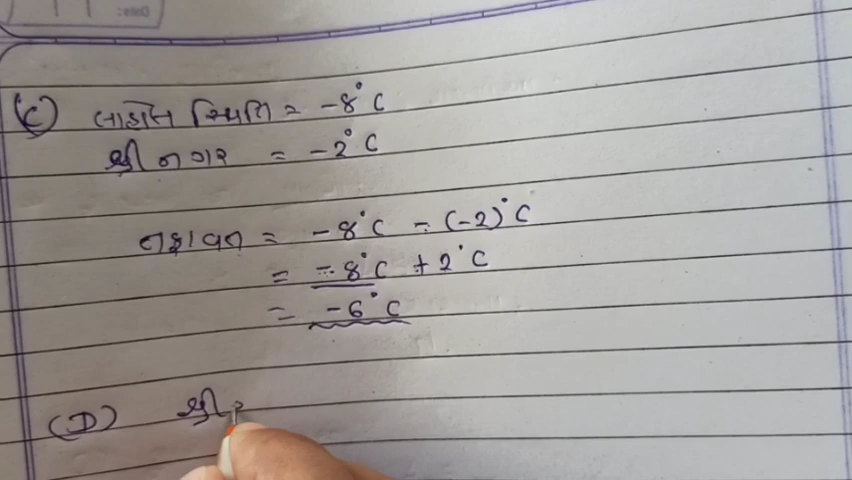 (C) લાહોલ સ્પિતિ = -8°C
શ્રીનગર = -2°C
તફાવત = -8°C - (-2)°C
= -8°C + 2°C
= -6°C
(D) શ્રી